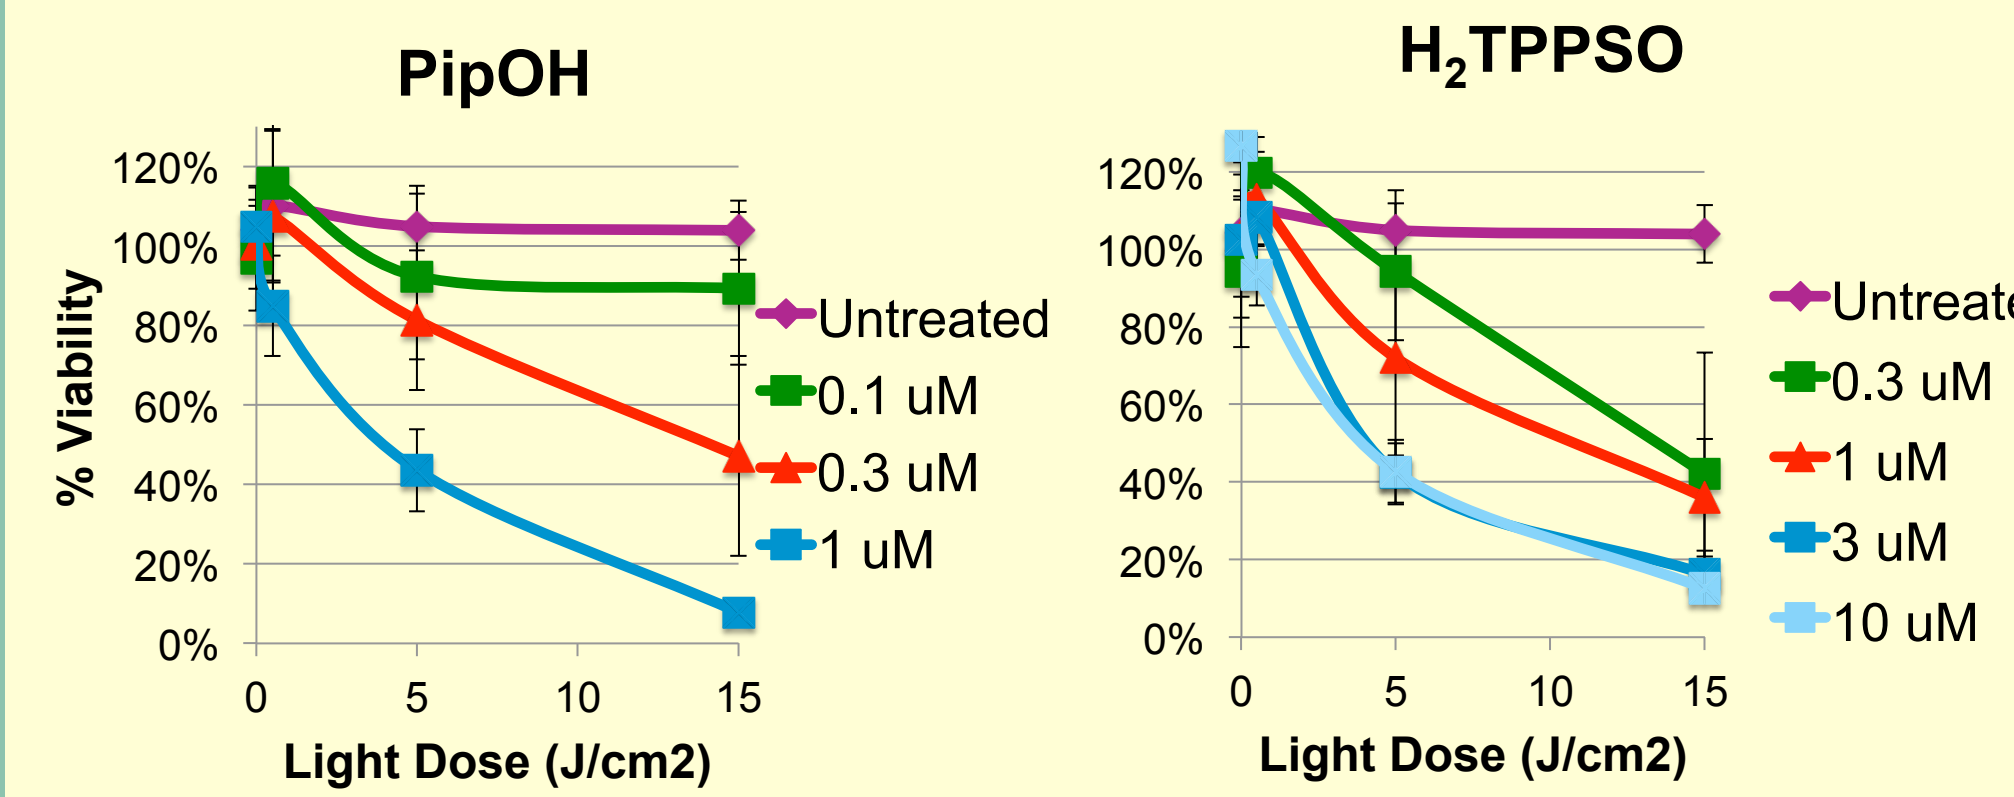 PipOH
% Viability
120%
100%
80%
60%
40%
20%
0%
0 5 10 15
Light Dose (J/cm2)
Untreated
0.1 uM
0.3 uM
1 uM
H₂TPPSO
120%
100%
80%
60%
40%
20%
0%
0 5 10 15
Light Dose (J/cm2)
Untreate
0.3 uM
1 uM
3 uM
10 uM